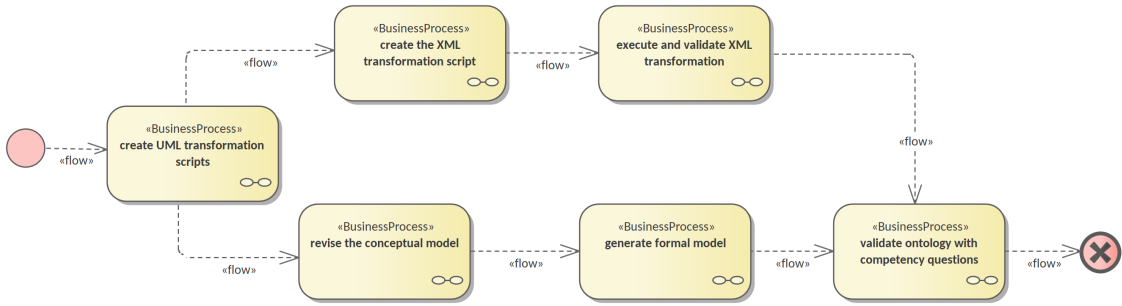 «BusinessProcess»
create the XML
transformation script
«BusinessProcess»
execute and validate XML
transformation
«flow»
«flow»
«BusinessProcess»
create UML transformation
scripts
«flow»
«flow»
«BusinessProcess»
revise the conceptual model
«BusinessProcess»
generate formal model
«BusinessProcess»
validate ontology with
competency questions
«flow»
«flow»
«flow»
«flow»